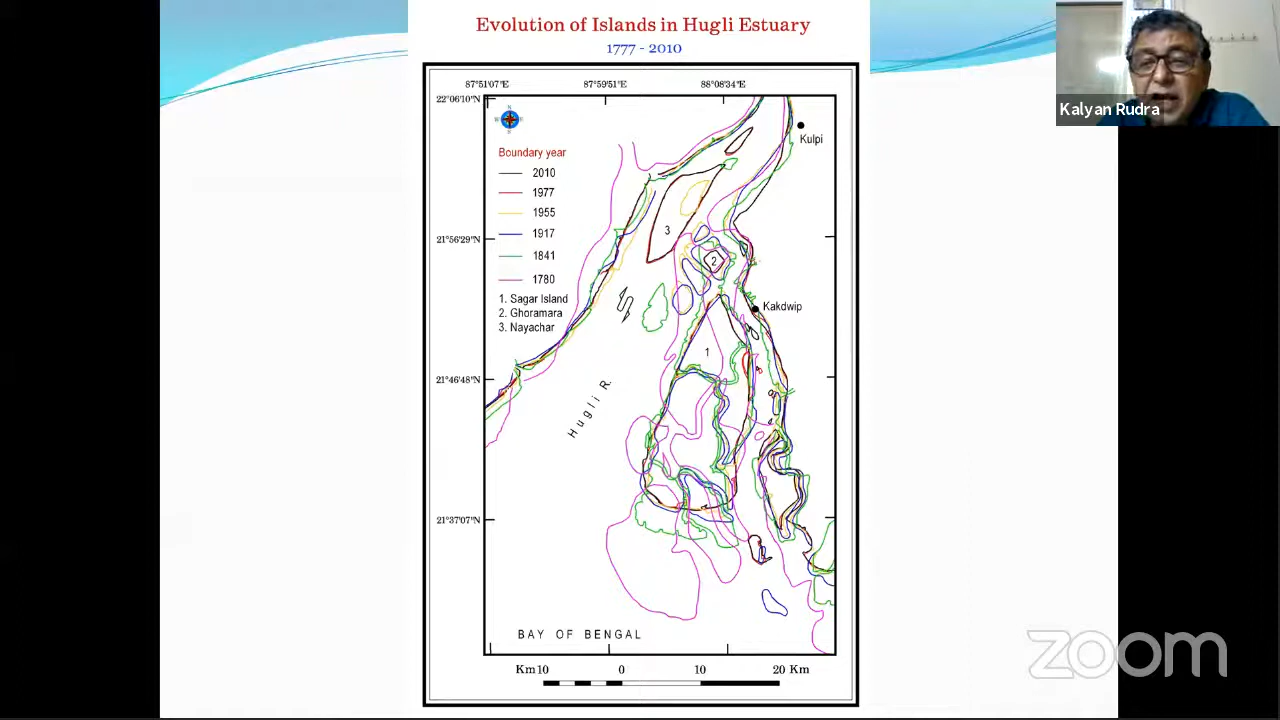 Evolution of Islands in Hugli Estuary
1777 - 2010
87°51'07"E 87°59'51"E 88°08'34"E
22°06'10"N
Kulpi
Boundary year
2010
1977
1955
1917
1841
1780
1. Sagar Island
2. Ghoramara
3. Nayachar
3
21°56'29"N
2
Kakdwip
1
21°46'48"N
Hugli R.
21°37'07"N
BAY OF BENGAL
Km10 0 10 20 Km
Kalyan Rudra
zoom